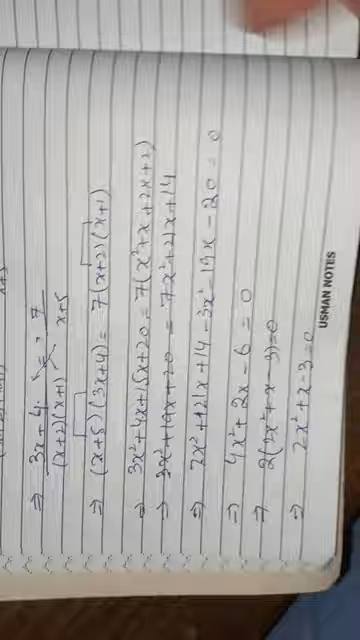 ⇒ 3x+4 / (x+2)(x+1) = 7 / x+5
⇒ (x+5)(3x+4) = 7(x+2)(x+1)
⇒ 3x²+4x+15x+20 = 7(x²+x+2x+2)
⇒ 3x²+19x+20 = 7x²+21x+14
⇒ 7x²+21x+14-3x²-19x-20=0
⇒ 4x²+2x-6=0
⇒ 2(2x²+x-3)=0
⇒ 2x²+x-3=0
USMAN NOTES